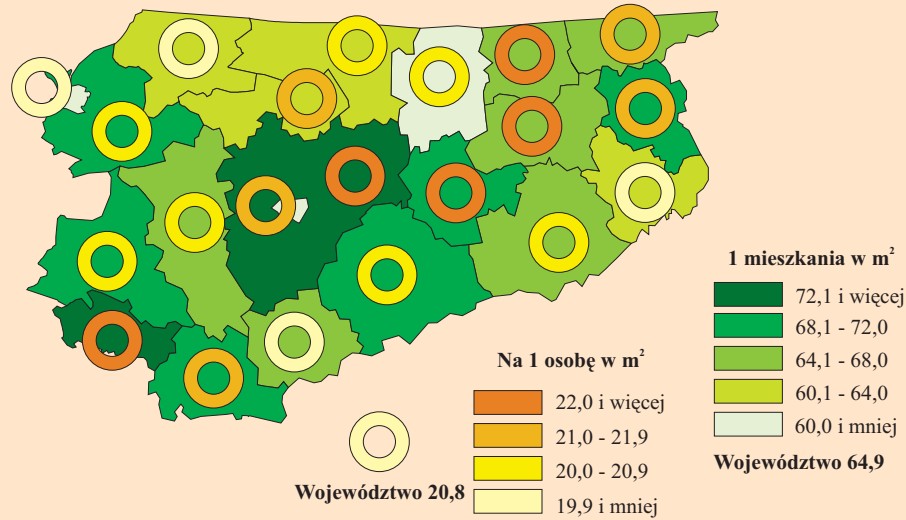 1 mieszkania w m²
72,1 i więcej
68,1 - 72,0
64,1 - 68,0
60,1 - 64,0
60,0 i mniej
Województwo 64,9
Na 1 osobę w m²
22,0 i więcej
21,0 - 21,9
20,0 - 20,9
19,9 i mniej
Województwo 20,8